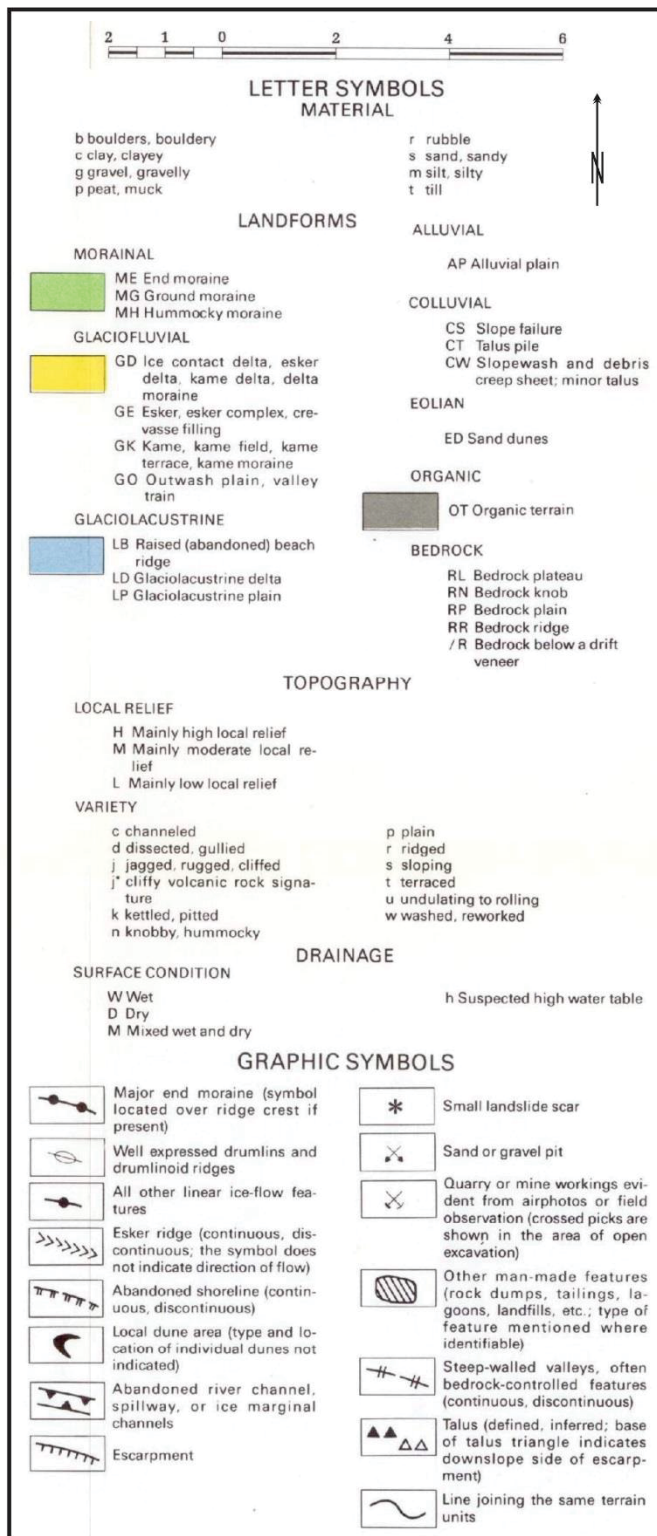 2 1 0 2 4 6
LETTER SYMBOLS
MATERIAL
b boulders, bouldery
c clay, clayey
g gravel, gravelly
p peat, muck
r rubble
s sand, sandy
m silt, silty
t till
N
LANDFORMS
MORAINAL
ME End moraine
MG Ground moraine
MH Hummocky moraine
GLACIOFLUVIAL
GD Ice contact delta, esker
delta, kame delta, delta
moraine
GE Esker, esker complex, cre-
vasse filling
GK Kame, kame field, kame
terrace, kame moraine
GO Outwash plain, valley
train
GLACIOLACUSTRINE
LB Raised (abandoned) beach
ridge
LD Glaciolacustrine delta
LP Glaciolacustrine plain
ALLUVIAL
AP Alluvial plain
COLLUVIAL
CS Slope failure
CT Talus pile
CW Slopewash and debris
creep sheet; minor talus
EOLIAN
ED Sand dunes
ORGANIC
OT Organic terrain
BEDROCK
RL Bedrock plateau
RN Bedrock knob
RP Bedrock plain
RR Bedrock ridge
/R Bedrock below a drift
veneer
TOPOGRAPHY
LOCAL RELIEF
H Mainly high local relief
M Mainly moderate local re-
lief
L Mainly low local relief
VARIETY
c channeled
d dissected, gullied
j jagged, rugged, cliffed
j* cliffy volcanic rock signa-
ture
k kettled, pitted
n knobby, hummocky
p plain
r ridged
s sloping
t terraced
u undulating to rolling
w washed, reworked
DRAINAGE
SURFACE CONDITION
W Wet
D Dry
M Mixed wet and dry
h Suspected high water table
GRAPHIC SYMBOLS
Major end moraine (symbol
located over ridge crest if
present)
Well expressed drumlins and
drumlinoid ridges
All other linear ice-flow fea-
tures
Esker ridge (continuous, dis-
continuous; the symbol does
not indicate direction of flow)
Abandoned shoreline (contin-
uous, discontinuous)
Local dune area (type and lo-
cation of individual dunes not
indicated)
Abandoned river channel,
spillway, or ice marginal
channels
Escarpment
Small landslide scar
Sand or gravel pit
Quarry or mine workings evi-
dent from airphotos or field
observation (crossed picks are
shown in the area of open
excavation)
Other man-made features
(rock dumps, tailings, la-
goons, landfills, etc.; type of
feature mentioned where
identifiable)
Steep-walled valleys, often
bedrock-controlled features
(continuous, discontinuous)
Talus (defined, inferred; base
of talus triangle indicates
downslope side of escarp-
ment)
Line joining the same terrain
units